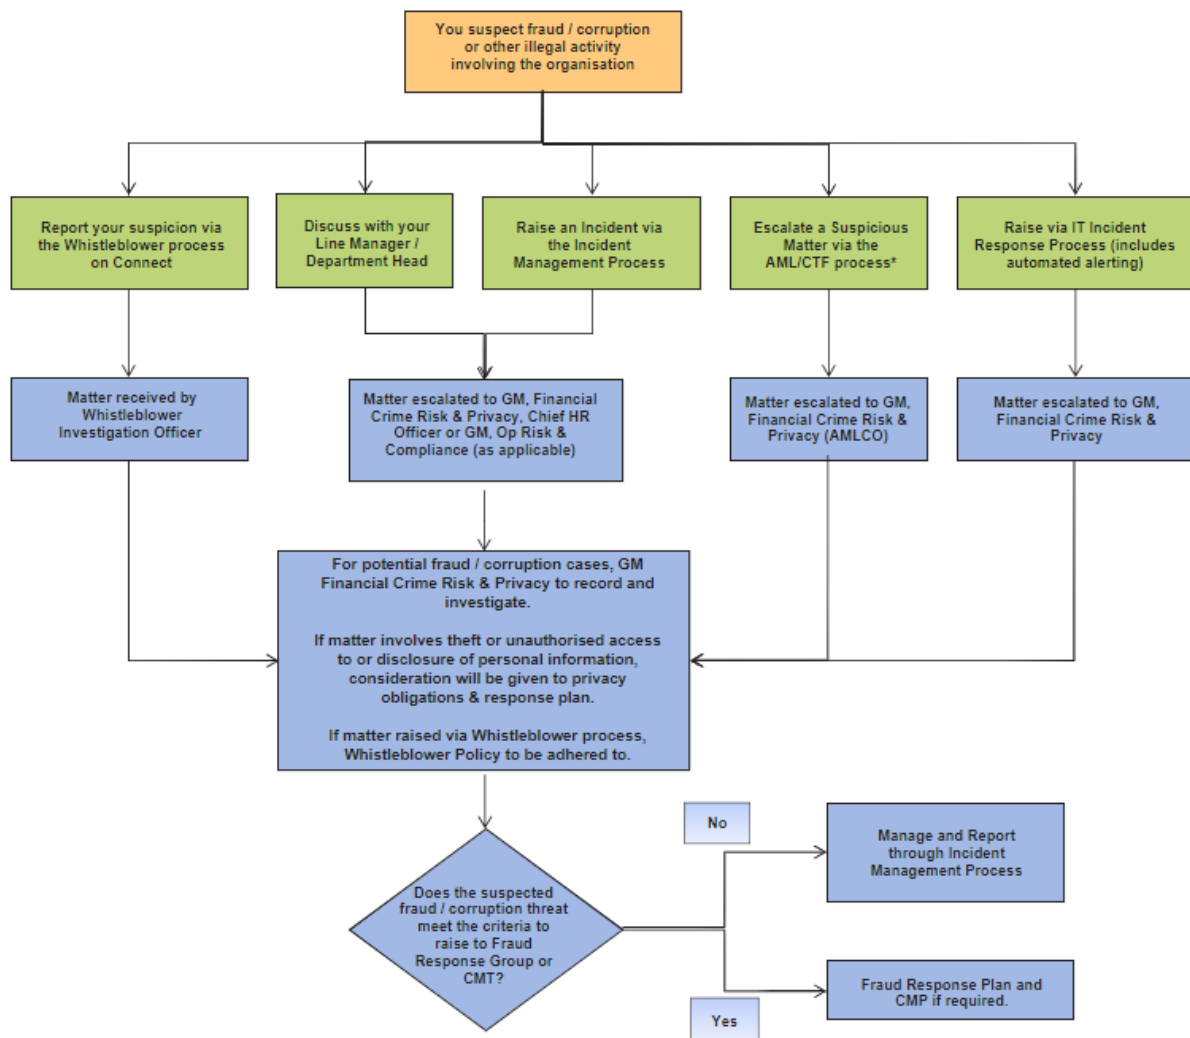 You suspect fraud / corruption
or other illegal activity
involving the organisation
Report your suspicion via
the Whistleblower process
on Connect
Discuss with your
Line Manager /
Department Head
Raise an Incident via
the Incident
Management Process
Escalate a Suspicious
Matter via the
AML/CTF process*
Raise via IT Incident
Response Process (includes
automated alerting)
Matter received by
Whistleblower
Investigation Officer
Matter escalated to GM, Financial
Crime Risk & Privacy, Chief HR
Officer or GM, Op Risk &
Compliance (as applicable)
Matter escalated to GM,
Financial Crime Risk &
Privacy (AMLCO)
Matter escalated to GM,
Financial Crime Risk &
Privacy
For potential fraud / corruption cases, GM
Financial Crime Risk & Privacy to record and
investigate.
If matter involves theft or unauthorised access
to or disclosure of personal information,
consideration will be given to privacy
obligations & response plan.
If matter raised via Whistleblower process,
Whistleblower Policy to be adhered to.
Does the suspected
fraud / corruption threat
meet the criteria to
raise to Fraud
Response Group or
CMT?
No
Manage and Report
through Incident
Management Process
Yes
Fraud Response Plan and
CMP if required.